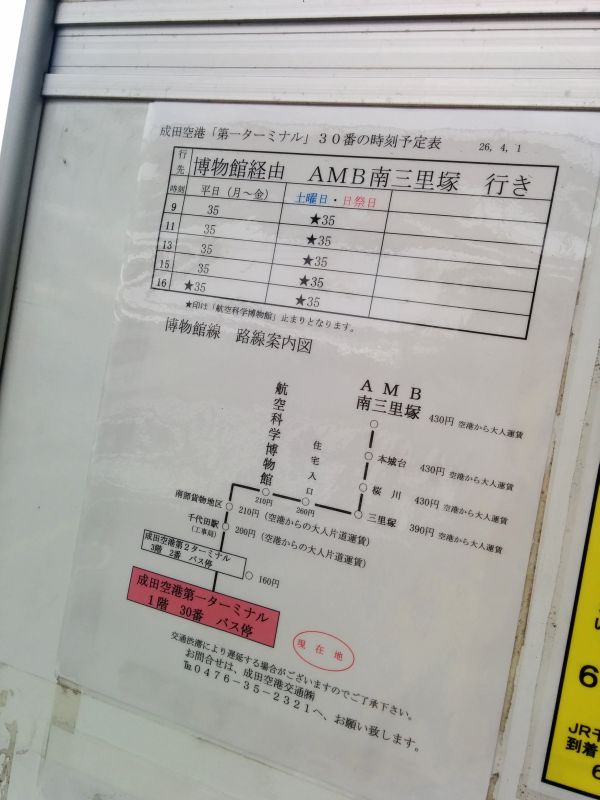 成田空港「第一ターミナル」30番の時刻予定表 26,4,1
行先 博物館経由 AMB南三里塚 行き
時刻 平日（月～金） 土曜日・日祭日
9 35 ★35
11 35 ★35
13 35 ★35
15 35 ★35
16 ★35 ★35
★印は「航空科学博物館」止まりとなります。
博物館線 路線案内図
AMB
南三里塚 430円 空港から大人運賃
航空科学博物館
住宅入口
本城台 430円 空港から大人運賃
桜川 430円 空港から大人運賃
210円
260円
三里塚 390円 空港から大人運賃
南部貨物地区 210円（空港からの大人片道運賃）
千代田駅 200円（空港からの大人片道運賃）
(工事局)
成田空港第2ターミナル
3階 2番 バス停
160円
成田空港第一ターミナル
1階 30番 バス停
現在地
交通渋滞により遅延する場合がございますのでご了承下さい。
お問合せは、成田空港交通㈱
℡0476-35-2321へ、お願い致します。
6
JR千
到着
6